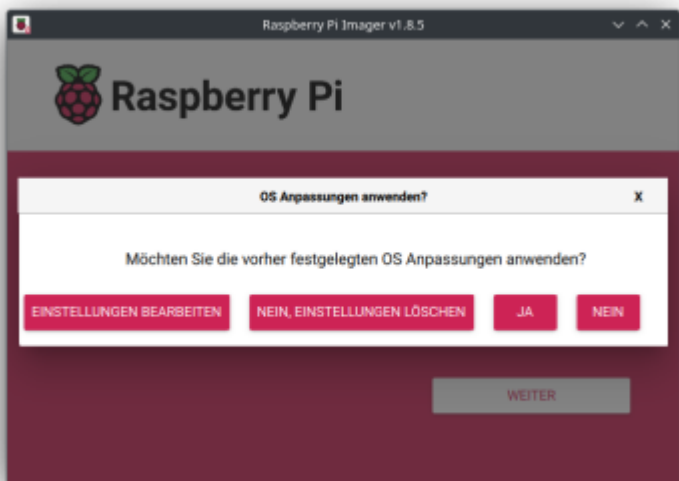 Raspberry Pi Imager v1.8.5
Raspberry Pi
OS Anpassungen anwenden?
X
Möchten Sie die vorher festgelegten OS Anpassungen anwenden?
EINSTELLUNGEN BEARBEITEN
NEIN, EINSTELLUNGEN LÖSCHEN
JA
NEIN
WEITER